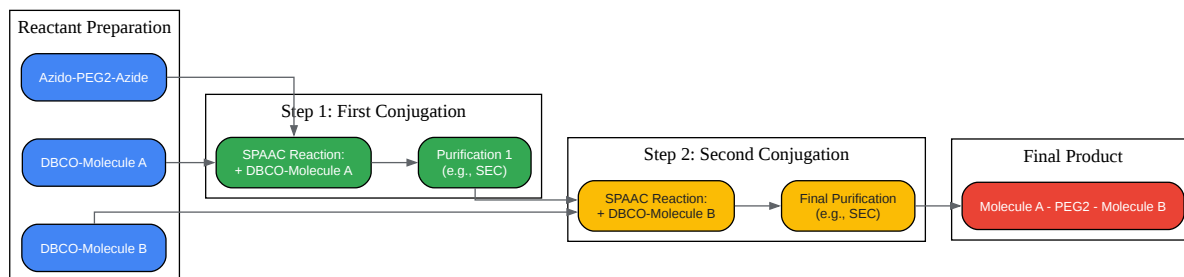 Reactant Preparation
Azido-PEG2-Azide
DBCO-Molecule A
DBCO-Molecule B
Step 1: First Conjugation
SPAAC Reaction:
+ DBCO-Molecule A
Purification 1
(e.g., SEC)
Step 2: Second Conjugation
SPAAC Reaction:
+ DBCO-Molecule B
Final Purification
(e.g., SEC)
Final Product
Molecule A - PEG2 - Molecule B